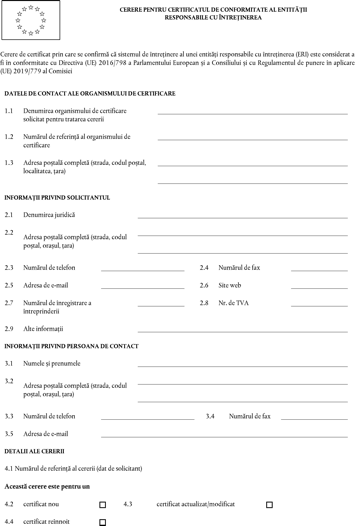 CERERE PENTRU CERTIFICAT DE CONFORMITATE AL ENTITĂȚII
RESPONSABILE CU ÎNTREȚINEREA
Cerere de certificat prin care se confirmă că sistemul de întreținere al unei entități responsabile cu întreținerea (ERI) este considerat a
fi în conformitate cu Directiva (UE) 2016/798 a Parlamentului European și a Consiliului și cu Regulamentul de punere în aplicare
(UE) 2019/779 al Comisiei
DATELE DE CONTACT ALE ORGANISMULUI DE CERTIFICARE
1.1 Denumirea organismului de certificare
solicitat pentru tratarea cererii
1.2 Numărul de referință al organismului de
certificare
1.3 Adresa poștală completă (strada, codul poștal,
localitatea, țara)
INFORMAȚII PRIVIND SOLICITANTUL
2.1 Denumirea juridică
2.2 Adresa poștală completă (strada, codul
poștal, orașul, țara)
2.3 Numărul de telefon 2.4 Numărul de fax
2.5 Adresa de e-mail 2.6 Site web
2.7 Numărul de înregistrare a
întreprinderii 2.8 Nr. de TVA
2.9 Alte informații
INFORMAȚII PRIVIND PERSOANA DE CONTACT
3.1 Numele și prenumele
3.2 Adresa poștală completă (strada, codul
poștal, orașul, țara)
3.3 Numărul de telefon 3.4 Numărul de fax
3.5 Adresa de e-mail
DETALII ALE CERERII
4.1 Numărul de referință al cererii (dat de solicitant)
Această cerere este pentru un
4.2 certificat nou 4.3 certificat actualizat/modificat
4.4 certificat reînnoit